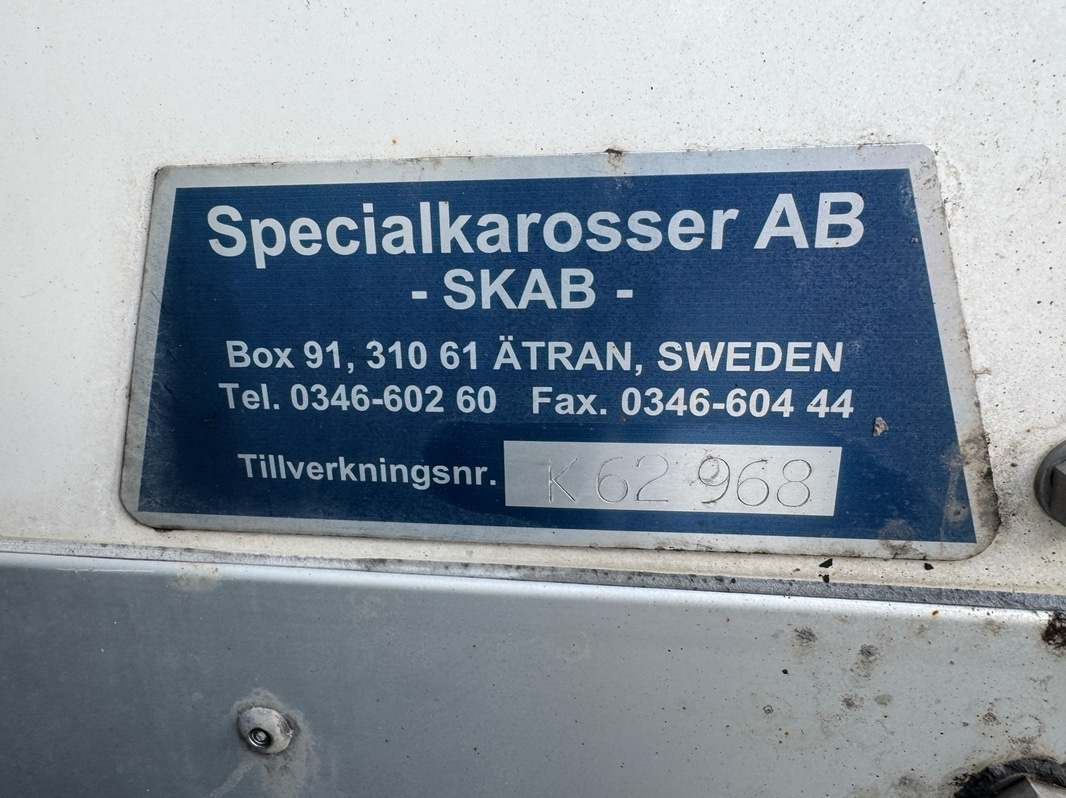 Specialkarosser AB
- SKAB -
Box 91, 310 61 ÄTRAN, SWEDEN
Tel. 0346-602 60 Fax. 0346-604 44
Tillverkningsnr. K 62 968